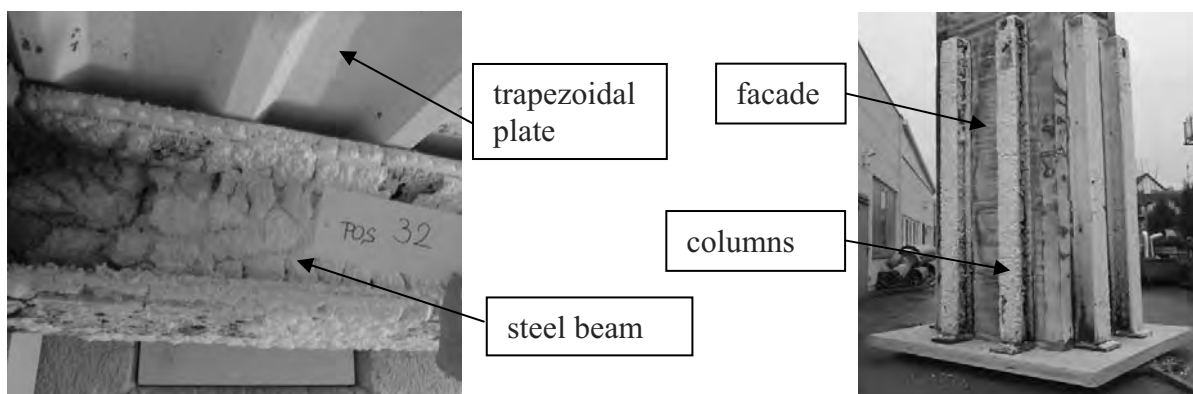 trapezoidal
plate
POS 32
steel beam
facade
columns